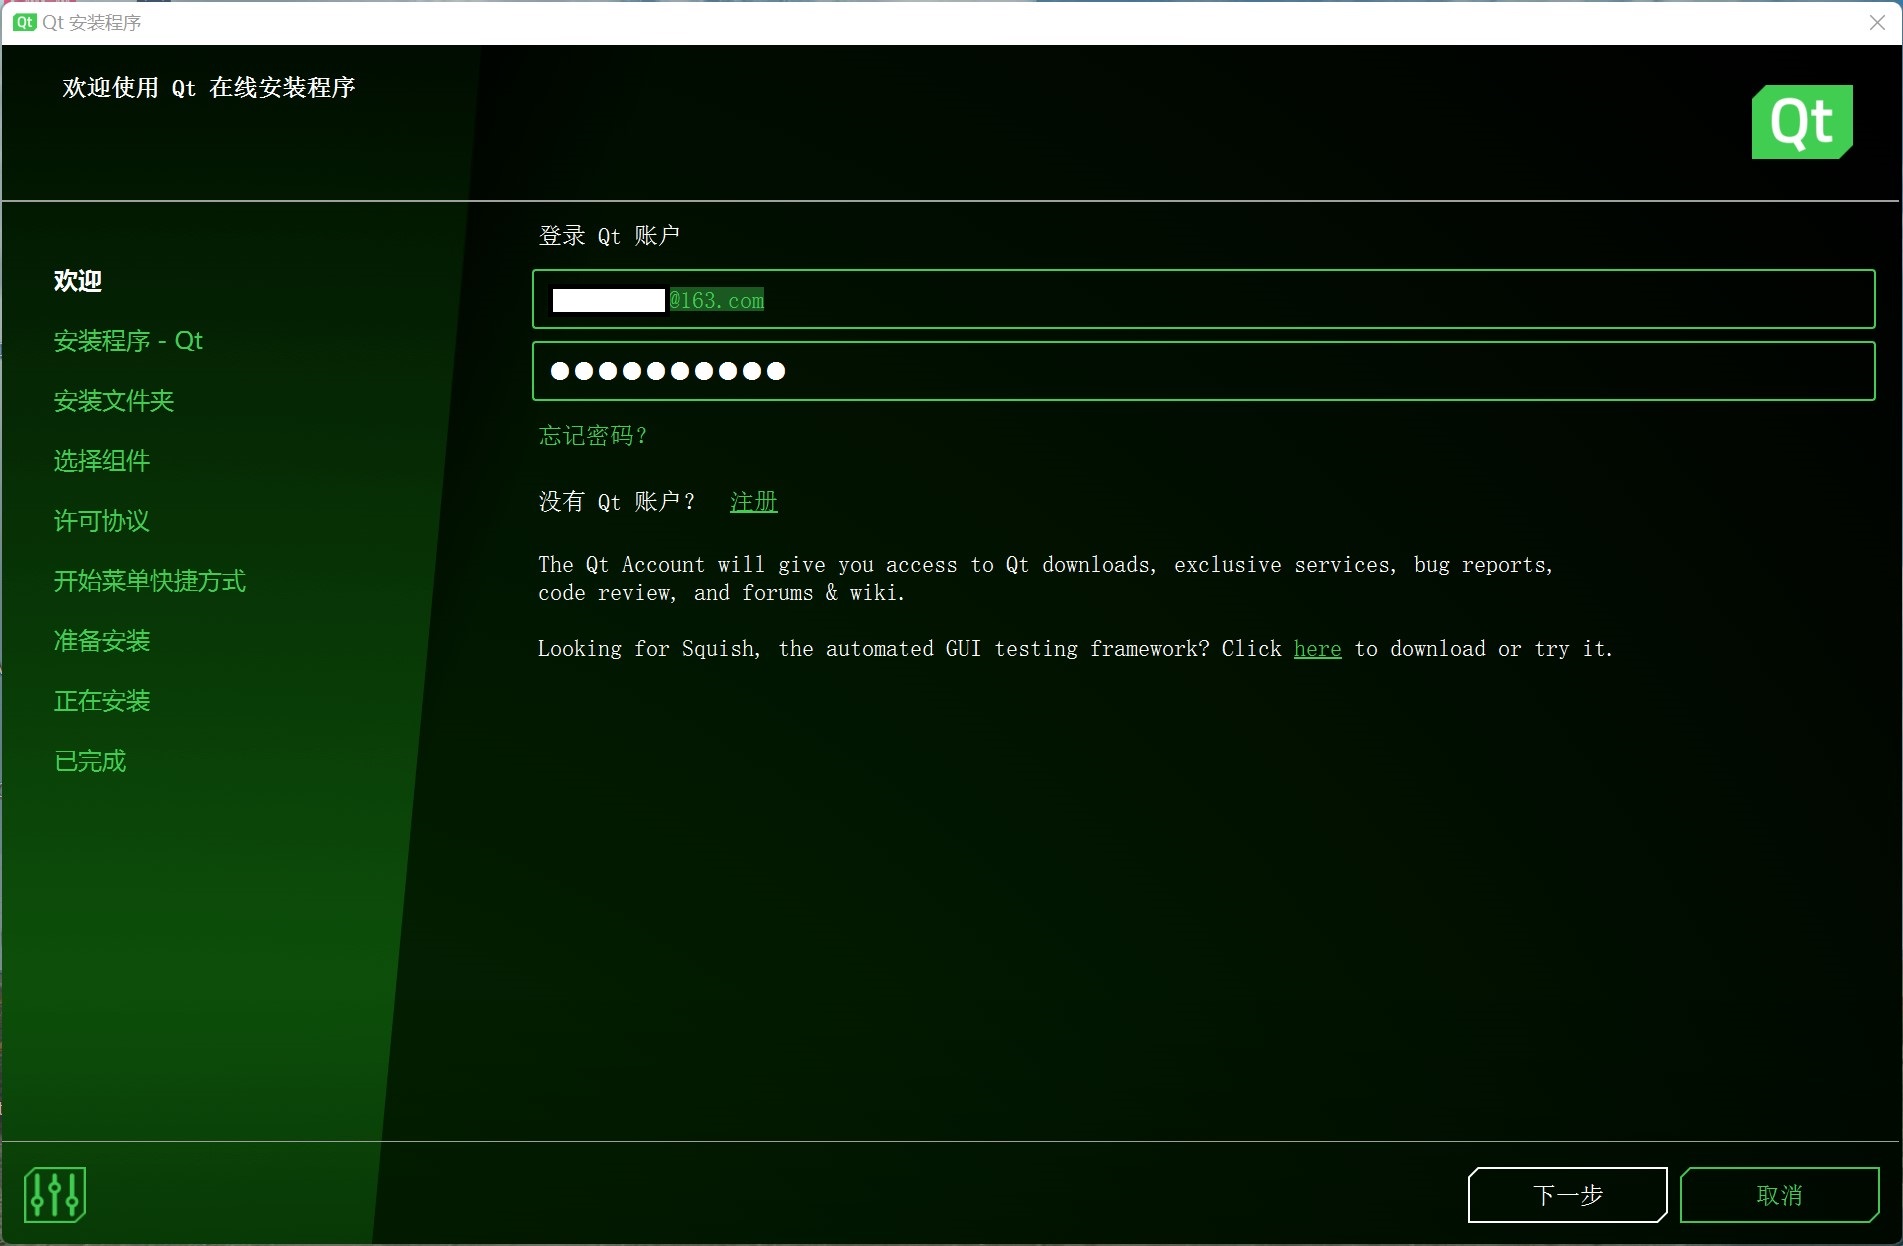 Qt Qt 安装程序
欢迎使用 Qt 在线安装程序
Qt
欢迎
安装程序 - Qt
安装文件夹
选择组件
许可协议
开始菜单快捷方式
准备安装
正在安装
已完成
登录 Qt 账户
@163.com
忘记密码？
没有 Qt 账户？ 注册
The Qt Account will give you access to Qt downloads, exclusive services, bug reports,
code review, and forums & wiki.
Looking for Squish, the automated GUI testing framework? Click here to download or try it.
下一步
取消